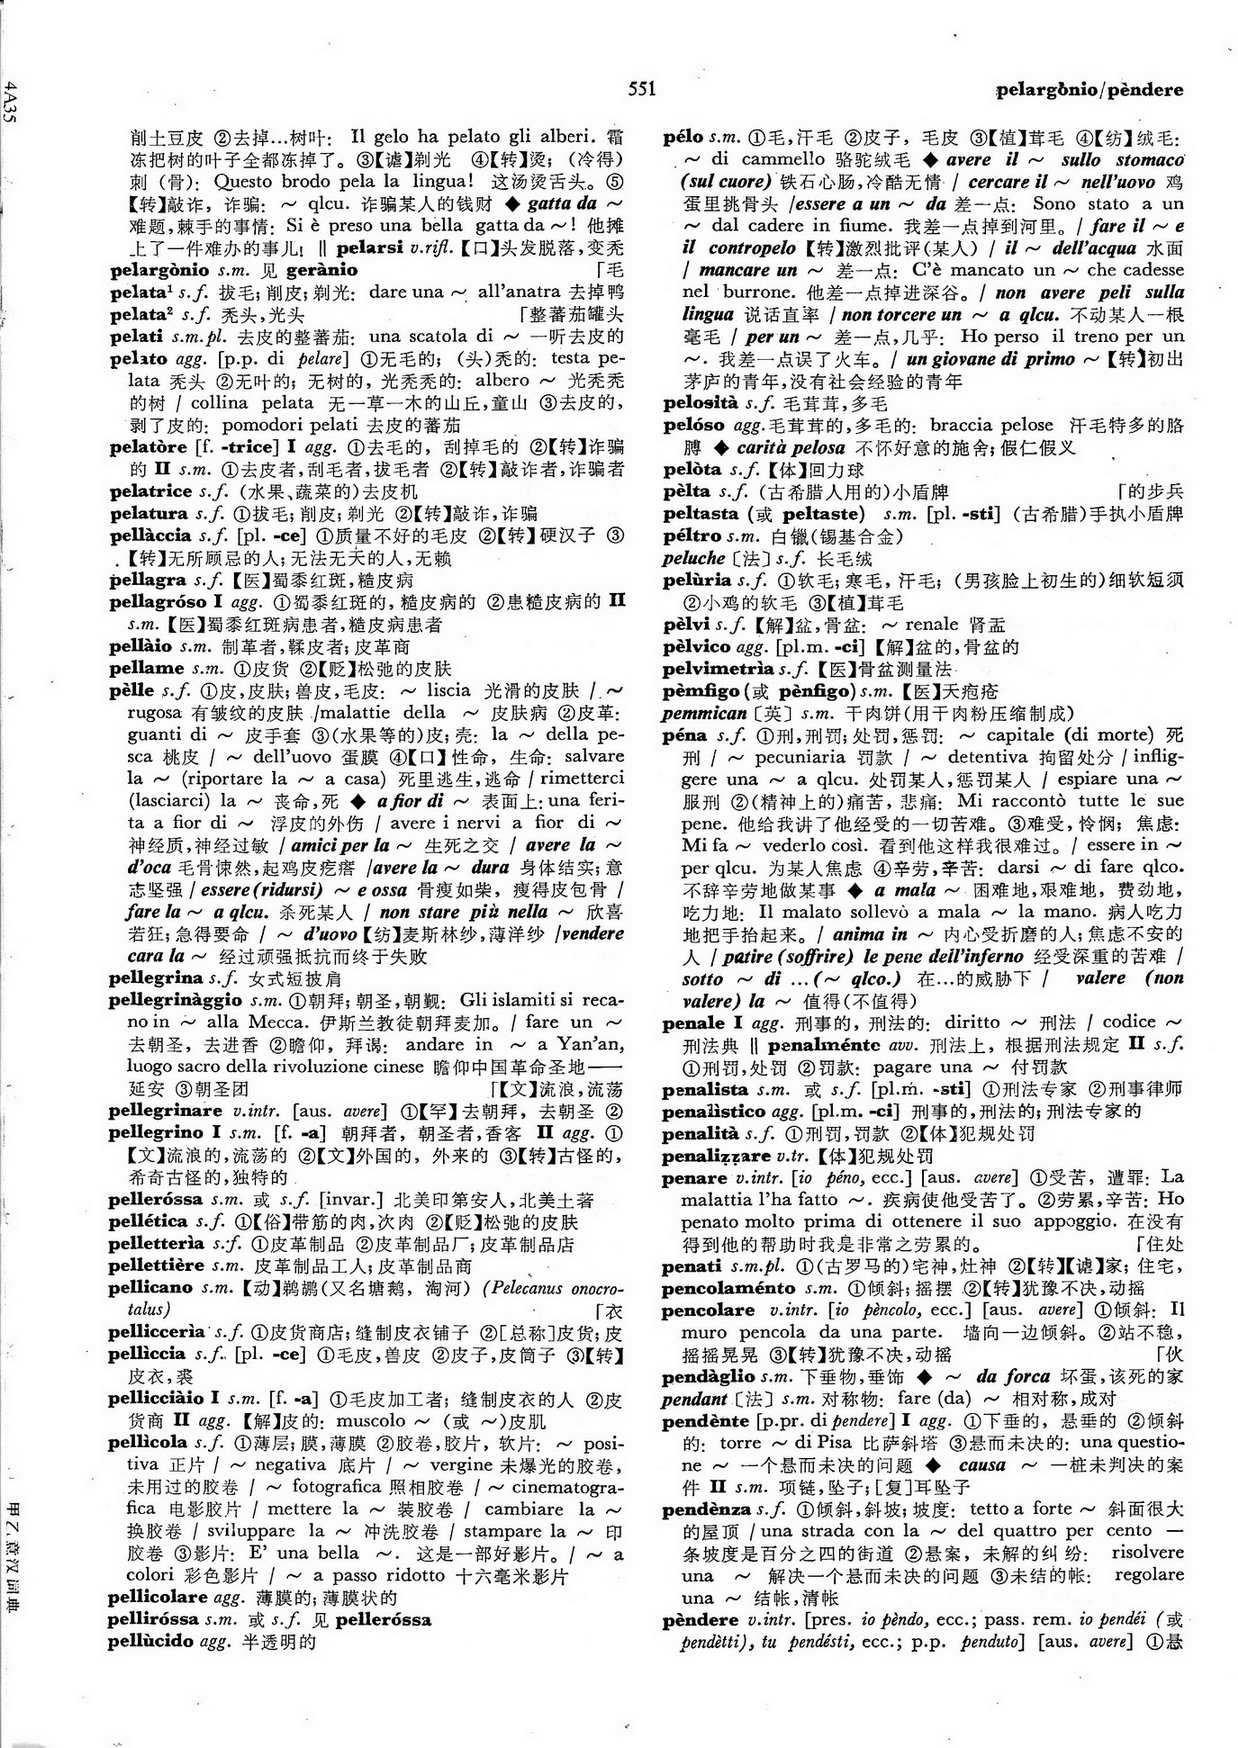 551
pelargònio/pèndere
削土豆皮 ②去掉…树叶: Il gelo ha pelato gli alberi. 霜
冻把树的叶子全都冻掉了。③【谑】剃光 ④【转】烫; (冷得)
刺 (骨): Questo brodo pela la lingua! 这汤烫舌头。⑤
【转】敲诈, 诈骗: ~ qlcu. 诈骗某人的钱财 ◆ gatta da ~
难题,棘手的事情: Si è preso una bella gatta da ~! 他摊
上了一件难办的事儿! ‖ pelarsi v.rifl. 【口】头发脱落,变秃
pelargònio s.m. 见 gerànio 「毛
pelata¹ s.f. 拔毛; 削皮; 剃光: dare una ~ all'anatra 去掉鸭
pelata² s.f. 秃头,光头 「整蕃茄罐头
pelati s.m.pl. 去皮的整蕃茄: una scatola di ~ 一听去皮的
pelato agg. [p.p. di pelare] ①无毛的; (头)秃的: testa pe-
lata 秃头 ②无叶的; 无树的, 光秃秃的: albero ~ 光秃秃
的树 / collina pelata 无一草一木的山丘,童山 ③去皮的,
剥了皮的: pomodori pelati 去皮的蕃茄
pelatòre [f. -trice] I agg. ①去毛的, 刮掉毛的 ②【转】诈骗
的 II s.m. ①去皮者,刮毛者,拔毛者 ②【转】敲诈者,诈骗者
pelatrice s.f. (水果、蔬菜的)去皮机
pelatura s.f. ①拔毛; 削皮; 剃光 ②【转】敲诈,诈骗
pellàccia s.f. [pl. -ce] ①质量不好的毛皮 ②【转】硬汉子 ③
【转】无所顾忌的人; 无法无天的人,无赖
pellagra s.f. 【医】蜀黍红斑,糙皮病
pellagróso I agg. ①蜀黍红斑的, 糙皮病的 ②患糙皮病的 II
s.m. 【医】蜀黍红斑病患者,糙皮病患者
pellàio s.m. 制革者,鞣皮者; 皮革商
pellame s.m. ①皮货 ②【贬】松弛的皮肤
pèlle s.f. ①皮,皮肤; 兽皮,毛皮: ~ liscia 光滑的皮肤 / ~
rugosa 有皱纹的皮肤 /malattie della ~ 皮肤病 ②皮革:
guanti di ~ 皮手套 ③(水果等的)皮; 壳: la ~ della pe-
sca 桃皮 / ~ dell'uovo 蛋膜 ④【口】性命, 生命: salvare
la ~ (riportare la ~ a casa) 死里逃生,逃命 / rimetterci
(lasciarci) la ~ 丧命,死 ◆ a fior di ~ 表面上: una feri-
ta a fior di ~ 浮皮的外伤 / avere i nervi a fior di ~
神经质,神经过敏 / amici per la ~ 生死之交 / avere la ~
d'oca 毛骨悚然,起鸡皮疙瘩 /avere la ~ dura 身体结实; 意
志坚强 / essere (ridursi) ~ e ossa 骨瘦如柴, 瘦得皮包骨 /
fare la ~ a qlcu. 杀死某人 / non stare più nella ~ 欣喜
若狂; 急得要命 / ~ d'uovo 【纺】麦斯林纱,薄洋纱 /vendere
cara la ~ 经过顽强抵抗而终于失败
pellegrina s.f. 女式短披肩
pellegrinàggio s.m. ①朝拜; 朝圣,朝觐: Gli islamiti si reca-
no in ~ alla Mecca. 伊斯兰教徒朝拜麦加。/ fare un ~
去朝圣, 去进香 ②瞻仰, 拜谒: andare in ~ a Yan'an,
luogo sacro della rivoluzione cinese 瞻仰中国革命圣地——
延安 ③朝圣团 「【文】流浪,流荡
pellegrinare v.intr. [aus. avere] ①【罕】去朝拜, 去朝圣 ②
pellegrino I s.m. [f. -a] 朝拜者, 朝圣者,香客 II agg. ①
【文】流浪的,流荡的 ②【文】外国的, 外来的 ③【转】古怪的,
希奇古怪的,独特的
pelleróssa s.m. 或 s.f. [invar.] 北美印第安人,北美土著
pellética s.f. ①【俗】带筋的肉,次肉 ②【贬】松弛的皮肤
pelletterìa s.f. ①皮革制品 ②皮革制品厂; 皮革制品店
pellettière s.m. 皮革制品工人; 皮革制品商
pellicano s.m. 【动】鹈鹕(又名塘鹅, 淘河) (Pelecanus onocro-
talus) 「衣
pelliccerìa s.f. ①皮货商店; 缝制皮衣铺子 ②[总称]皮货; 皮
pellìccia s.f. [pl. -ce] ①毛皮,兽皮 ②皮子,皮筒子 ③【转】
皮衣,裘
pellicciàio I s.m. [f. -a] ①毛皮加工者; 缝制皮衣的人 ②皮
货商 II agg. 【解】皮的: muscolo ~ (或 ~)皮肌
pellìcola s.f. ①薄层; 膜,薄膜 ②胶卷,胶片, 软片: ~ posi-
tiva 正片 / ~ negativa 底片 / ~ vergine 未爆光的胶卷,
未用过的胶卷 / ~ fotografica 照相胶卷 / ~ cinematogra-
fica 电影胶片 / mettere la ~ 装胶卷 / cambiare la ~
换胶卷 / sviluppare la ~ 冲洗胶卷 / stampare la ~ 印
胶卷 ③影片: E' una bella ~. 这是一部好影片。/ ~ a
colori 彩色影片 / ~ a passo ridotto 十六毫米影片
pellicolare agg. 薄膜的; 薄膜状的
pelliróssa s.m. 或 s.f. 见 pelleróssa
pellùcido agg. 半透明的
pélo s.m. ①毛,汗毛 ②皮子, 毛皮 ③【植】茸毛 ④【纺】绒毛:
~ di cammello 骆驼绒毛 ◆ avere il ~ sullo stomaco
(sul cuore) 铁石心肠,冷酷无情 / cercare il ~ nell'uovo 鸡
蛋里挑骨头 /essere a un ~ da 差一点: Sono stato a un
~ dal cadere in fiume. 我差一点掉到河里。/ fare il ~ e
il contropelo 【转】激烈批评(某人) / il ~ dell'acqua 水面
/ mancare un ~ 差一点: C'è mancato un ~ che cadesse
nel burrone. 他差一点掉进深谷。/ non avere peli sulla
lingua 说话直率 / non torcere un ~ a qlcu. 不动某人一根
毫毛 / per un ~ 差一点,几乎: Ho perso il treno per un
~. 我差一点误了火车。/ un giovane di primo ~ 【转】初出
茅庐的青年,没有社会经验的青年
pelosità s.f. 毛茸茸,多毛
pelóso agg. 毛茸茸的,多毛的: braccia pelose 汗毛特多的胳
膊 ◆ carità pelosa 不怀好意的施舍; 假仁假义
pelòta s.f. 【体】回力球
pèlta s.f. (古希腊人用的)小盾牌 「的步兵
peltasta (或 peltaste) s.m. [pl. -sti] (古希腊)手执小盾牌
péltro s.m. 白镴(锡基合金)
peluche 〔法〕 s.f. 长毛绒
pelùria s.f. ①软毛; 寒毛, 汗毛; (男孩脸上初生的)细软短须
②小鸡的软毛 ③【植】茸毛
pèlvi s.f. 【解】盆,骨盆: ~ renale 肾盂
pèlvico agg. [pl.m. -ci] 【解】盆的,骨盆的
pelvimetrìa s.f. 【医】骨盆测量法
pèmfigo (或 pènfigo) s.m. 【医】天疱疮
pemmican 〔英〕 s.m. 干肉饼(用干肉粉压缩制成)
péna s.f. ①刑,刑罚; 处罚,惩罚: ~ capitale (di morte) 死
刑 / ~ pecuniaria 罚款 / ~ detentiva 拘留处分 / inflig-
gere una ~ a qlcu. 处罚某人,惩罚某人 / espiare una ~
服刑 ②(精神上的)痛苦, 悲痛: Mi raccontò tutte le sue
pene. 他给我讲了他经受的一切苦难。③难受, 怜悯; 焦虑:
Mi fa ~ vederlo così. 看到他这样我很难过。/ essere in ~
per qlcu. 为某人焦虑 ④辛劳,辛苦: darsi ~ di fare qlco.
不辞辛劳地做某事 ◆ a mala ~ 困难地,艰难地, 费劲地,
吃力地: Il malato sollevò a mala ~ la mano. 病人吃力
地把手抬起来。/ anima in ~ 内心受折磨的人; 焦虑不安的
人 / patire (soffrire) le pene dell'inferno 经受深重的苦难 /
sotto ~ di …(~ qlco.) 在…的威胁下 / valere (non
valere) la ~ 值得(不值得)
penale I agg. 刑事的, 刑法的: diritto ~ 刑法 / codice ~
刑法典 ‖ penalménte avv. 刑法上, 根据刑法规定 II s.f.
①刑罚,处罚 ②罚款: pagare una ~ 付罚款
penalista s.m. 或 s.f. [pl.m. -sti] ①刑法专家 ②刑事律师
penalìstico agg. [pl.m. -ci] 刑事的,刑法的; 刑法专家的
penalità s.f. ①刑罚,罚款 ②【体】犯规处罚
penalizzare v.tr. 【体】犯规处罚
penare v.intr. [io péno, ecc.] [aus. avere] ①受苦, 遭罪: La
malattia l'ha fatto ~. 疾病使他受苦了。②劳累,辛苦: Ho
penato molto prima di ottenere il suo appoggio. 在没有
得到他的帮助时我是非常之劳累的。 「住处
penati s.m.pl. ①(古罗马的)宅神,灶神 ②【转】【谑】家; 住宅,
pencolaménto s.m. ①倾斜; 摇摆 ②【转】犹豫不决,动摇
pencolare v.intr. [io pèncolo, ecc.] [aus. avere] ①倾斜: Il
muro pencola da una parte. 墙向一边倾斜。②站不稳,
摇摇晃晃 ③【转】犹豫不决,动摇 「伙
pendàglio s.m. 下垂物,垂饰 ◆ ~ da forca 坏蛋,该死的家
pendant 〔法〕 s.m. 对称物: fare (da) ~ 相对称,成对
pendènte [p.pr. di pendere] I agg. ①下垂的, 悬垂的 ②倾斜
的: torre ~ di Pisa 比萨斜塔 ③悬而未决的: una questio-
ne ~ 一个悬而未决的问题 ◆ causa ~ 一桩未判决的案
件 II s.m. 项链,坠子; [复]耳坠子
pendènza s.f. ①倾斜,斜坡; 坡度: tetto a forte ~ 斜面很大
的屋顶 / una strada con la ~ del quattro per cento 一
条坡度是百分之四的街道 ②悬案, 未解的纠纷: risolvere
una ~ 解决一个悬而未决的问题 ③未结的帐: regolare
una ~ 结帐,清帐
pèndere v.intr. [pres. io pèndo, ecc.; pass. rem. io pendéi (或
pendètti), tu pendésti, ecc.; p.p. penduto] [aus. avere] ①悬
4A35
甲乙意汉词典